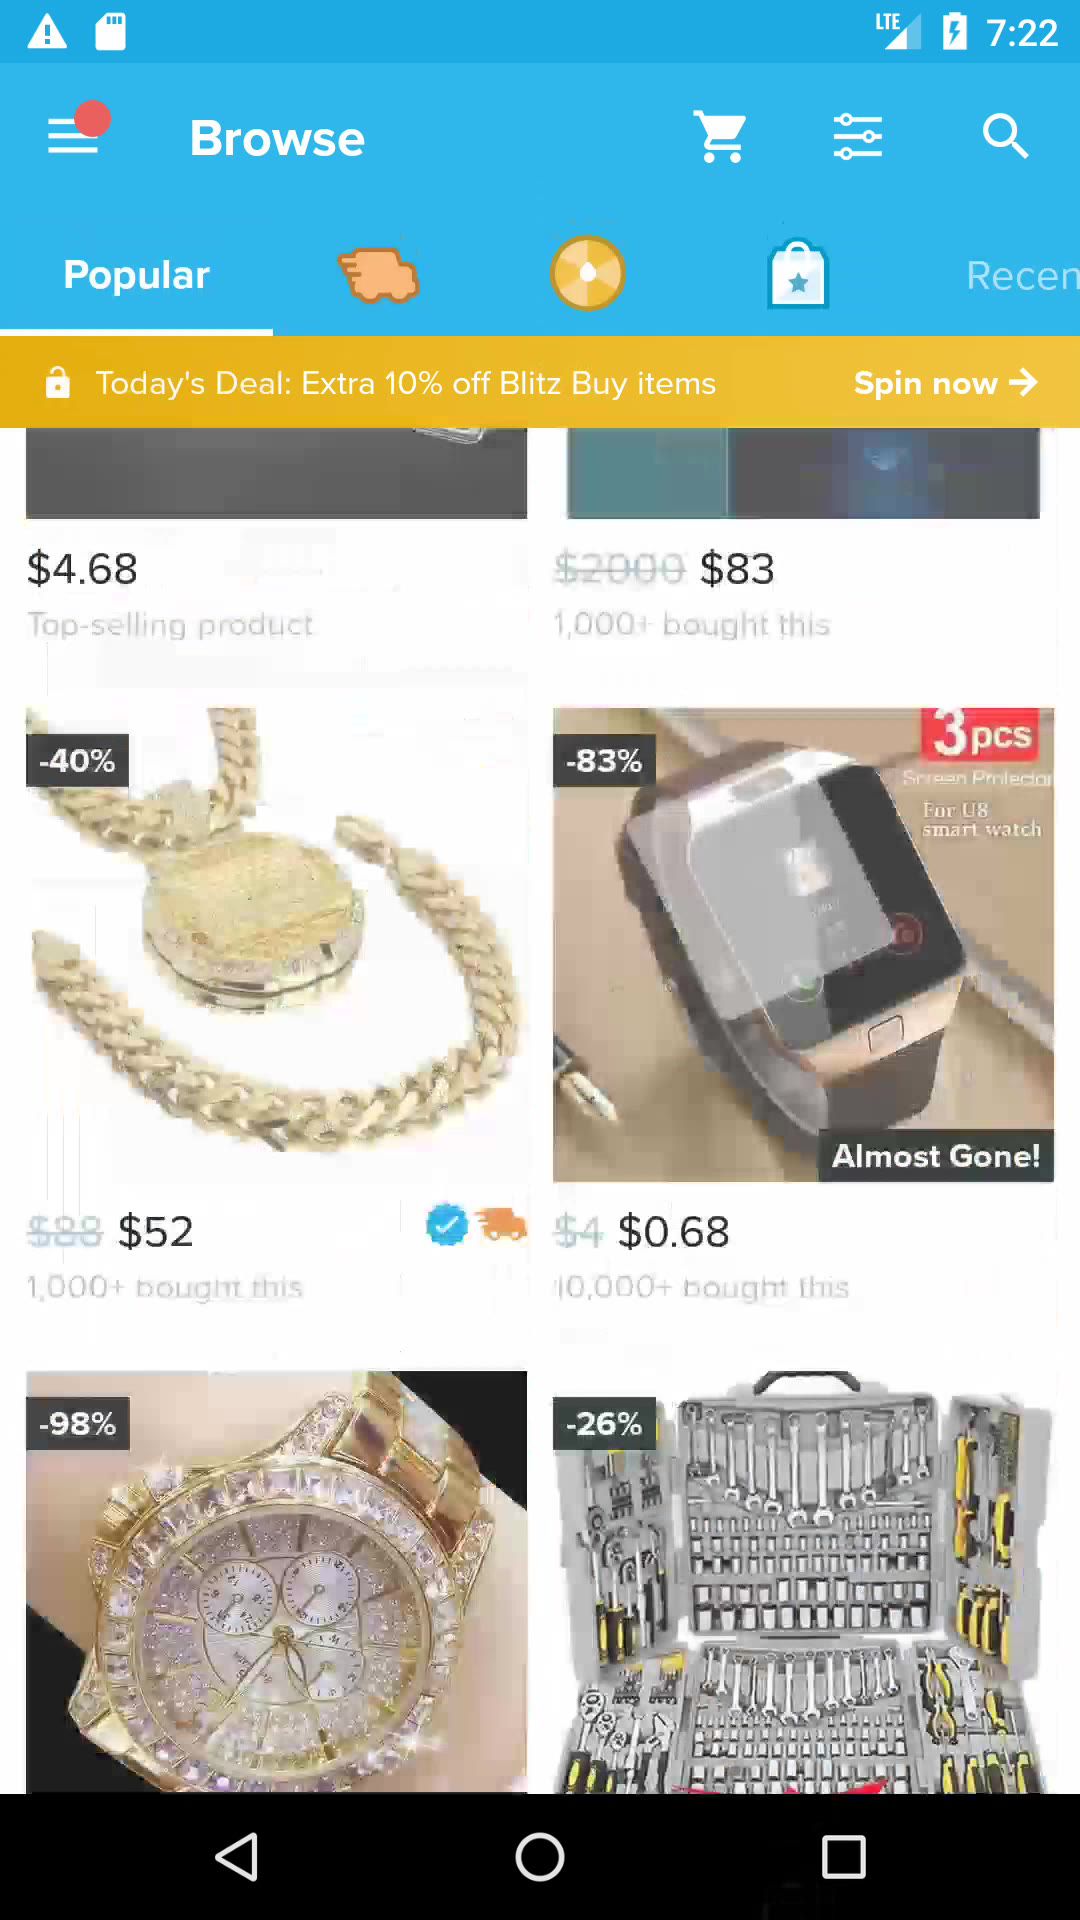 LTE 7:22
Browse
Popular
Recen
Today's Deal: Extra 10% off Blitz Buy items Spin now
$4.68
$2000 $83
Top-selling product
1,000+ bought this
-40%
-83%
3pcs
Screen Protector
For U8
smart watch
Almost Gone!
$88 $52
$4 $0.68
1,000+ bought this
10,000+ bought this
-98%
-26%